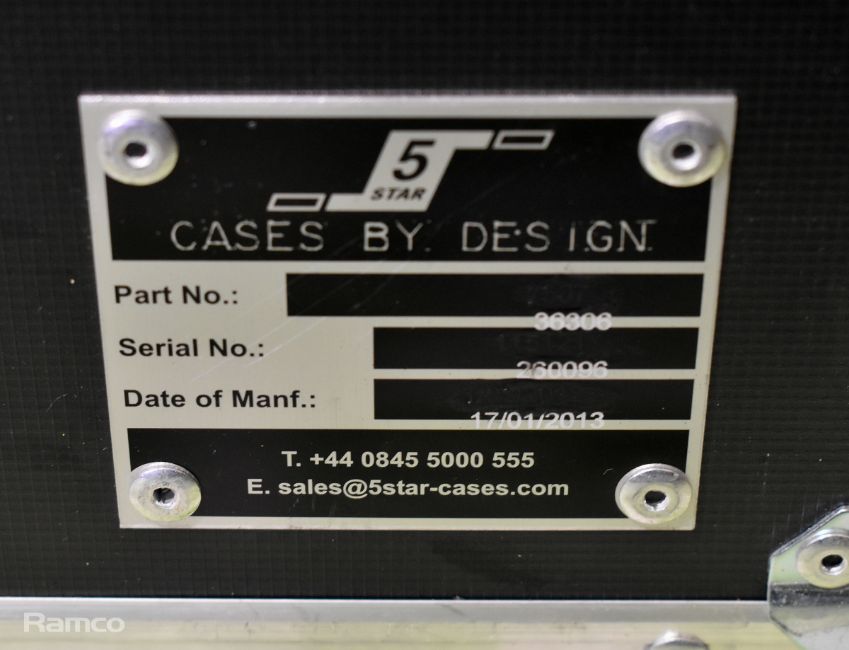 5
STAR
CASES BY DESIGN
Part No.: 36306
Serial No.: 260096
Date of Manf.: 17/01/2013
T. +44 0845 5000 555
E. sales@5star-cases.com
Ramco